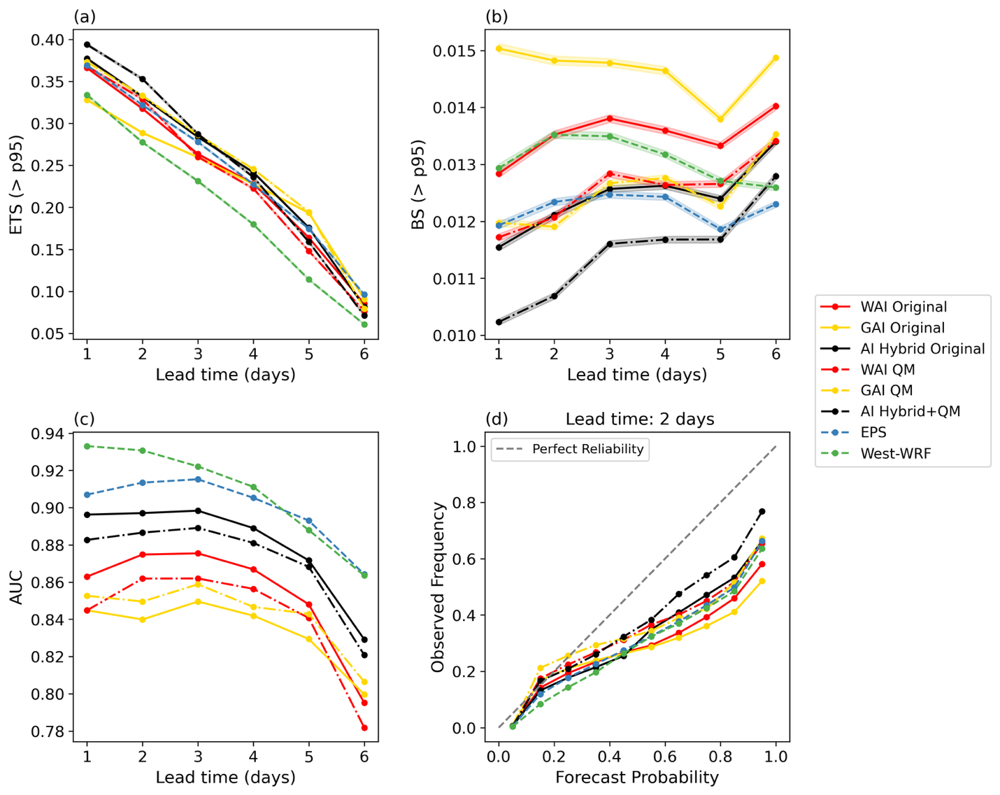 (a)
0.40
0.35
0.30
0.25
0.20
0.15
0.10
0.05
ETS (> p95)
1 2 3 4 5 6
Lead time (days)
(b)
0.015
0.014
0.013
0.012
0.011
0.010
BS (> p95)
1 2 3 4 5 6
Lead time (days)
WAI Original
GAI Original
AI Hybrid Original
WAI QM
GAI QM
AI Hybrid+QM
EPS
West-WRF
(c)
0.94
0.92
0.90
0.88
0.86
0.84
0.82
0.80
0.78
AUC
1 2 3 4 5 6
Lead time (days)
(d)
Lead time: 2 days
Perfect Reliability
1.0
0.8
0.6
0.4
0.2
0.0
Observed Frequency
0.0 0.2 0.4 0.6 0.8 1.0
Forecast Probability